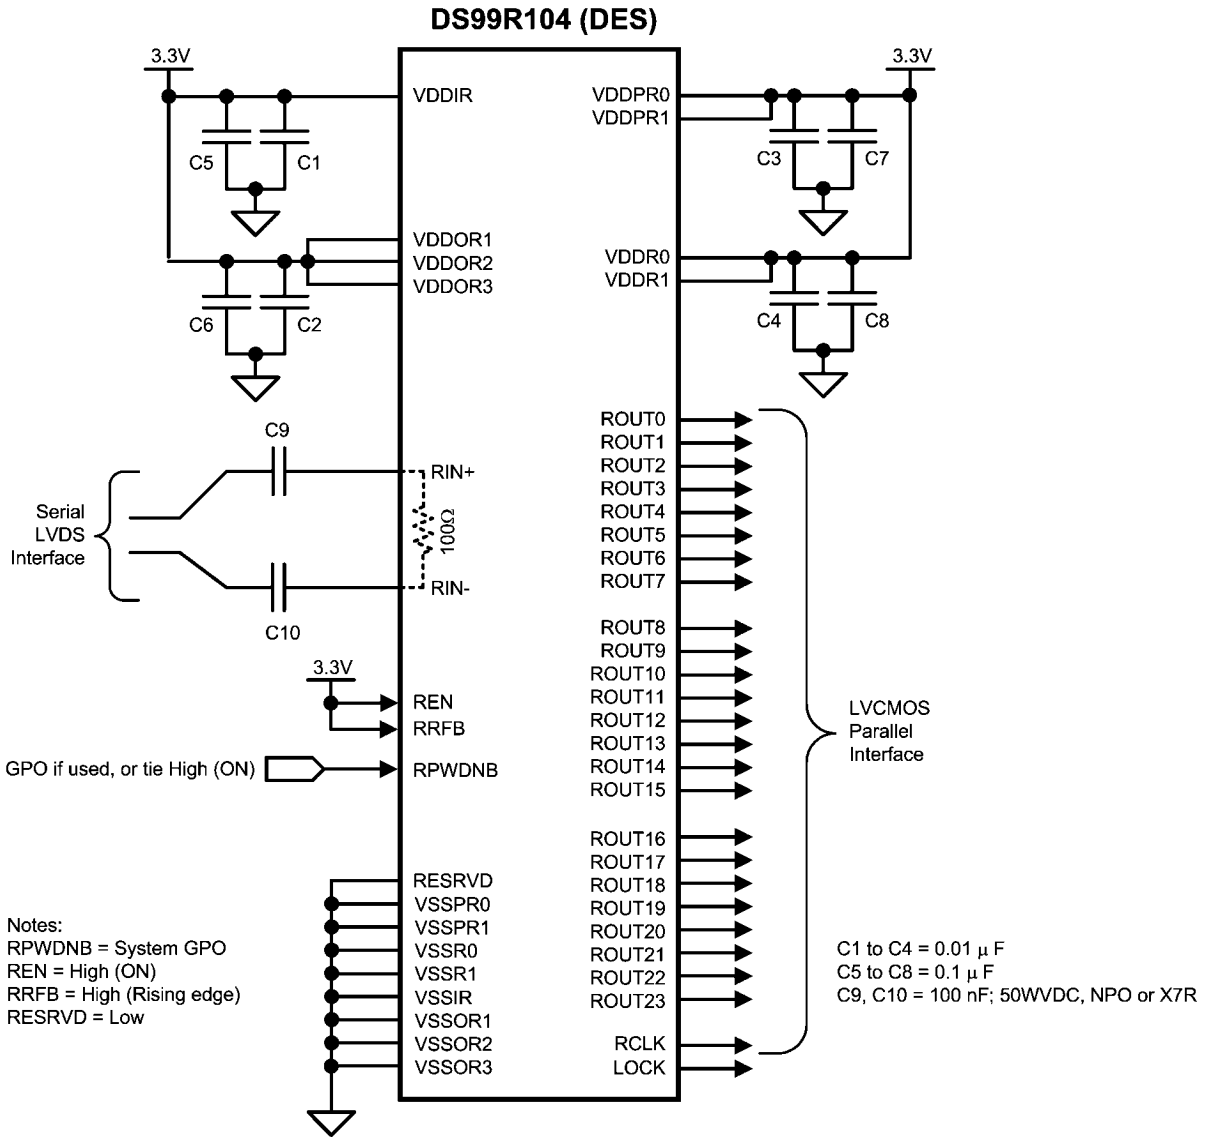 DS99R104 (DES)
3.3V
3.3V
VDDIR
VDDPR0
VDDPR1
C5
C1
C3
C7
VDDOR1
VDDOR2
VDDOR3
VDDR0
VDDR1
C6
C2
C4
C8
C9
RIN+
Serial
LVDS
Interface
100Ω
RIN-
C10
ROUT0
ROUT1
ROUT2
ROUT3
ROUT4
ROUT5
ROUT6
ROUT7
ROUT8
ROUT9
ROUT10
ROUT11
ROUT12
ROUT13
ROUT14
ROUT15
LVCMOS
Parallel
Interface
3.3V
REN
RRFB
GPO if used, or tie High (ON)
RPWDNB
ROUT16
ROUT17
ROUT18
ROUT19
ROUT20
ROUT21
ROUT22
ROUT23
RCLK
LOCK
RESRVD
VSSPR0
VSSPR1
VSSR0
VSSR1
VSSIR
VSSOR1
VSSOR2
VSSOR3
Notes:
RPWDNB = System GPO
REN = High (ON)
RRFB = High (Rising edge)
RESRVD = Low
C1 to C4 = 0.01 μ F
C5 to C8 = 0.1 μ F
C9, C10 = 100 nF; 50WVDC, NPO or X7R